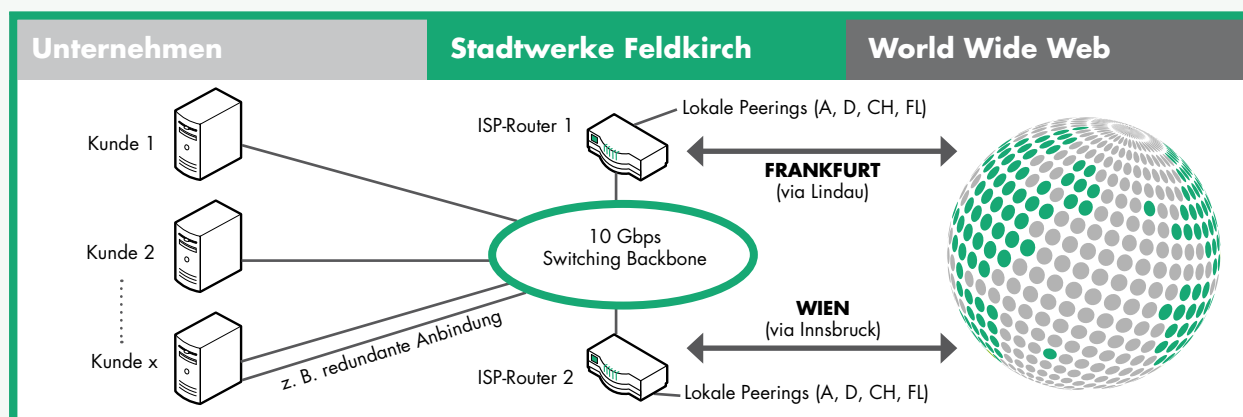 Unternehmen
Stadtwerke Feldkirch
World Wide Web
Lokale Peerings (A, D, CH, FL)
ISP-Router 1
Kunde 1
FRANKFURT
(via Lindau)
10 Gbps
Switching Backbone
Kunde 2
WIEN
(via Innsbruck)
z. B. redundante Anbindung
Kunde x
ISP-Router 2
Lokale Peerings (A, D, CH, FL)